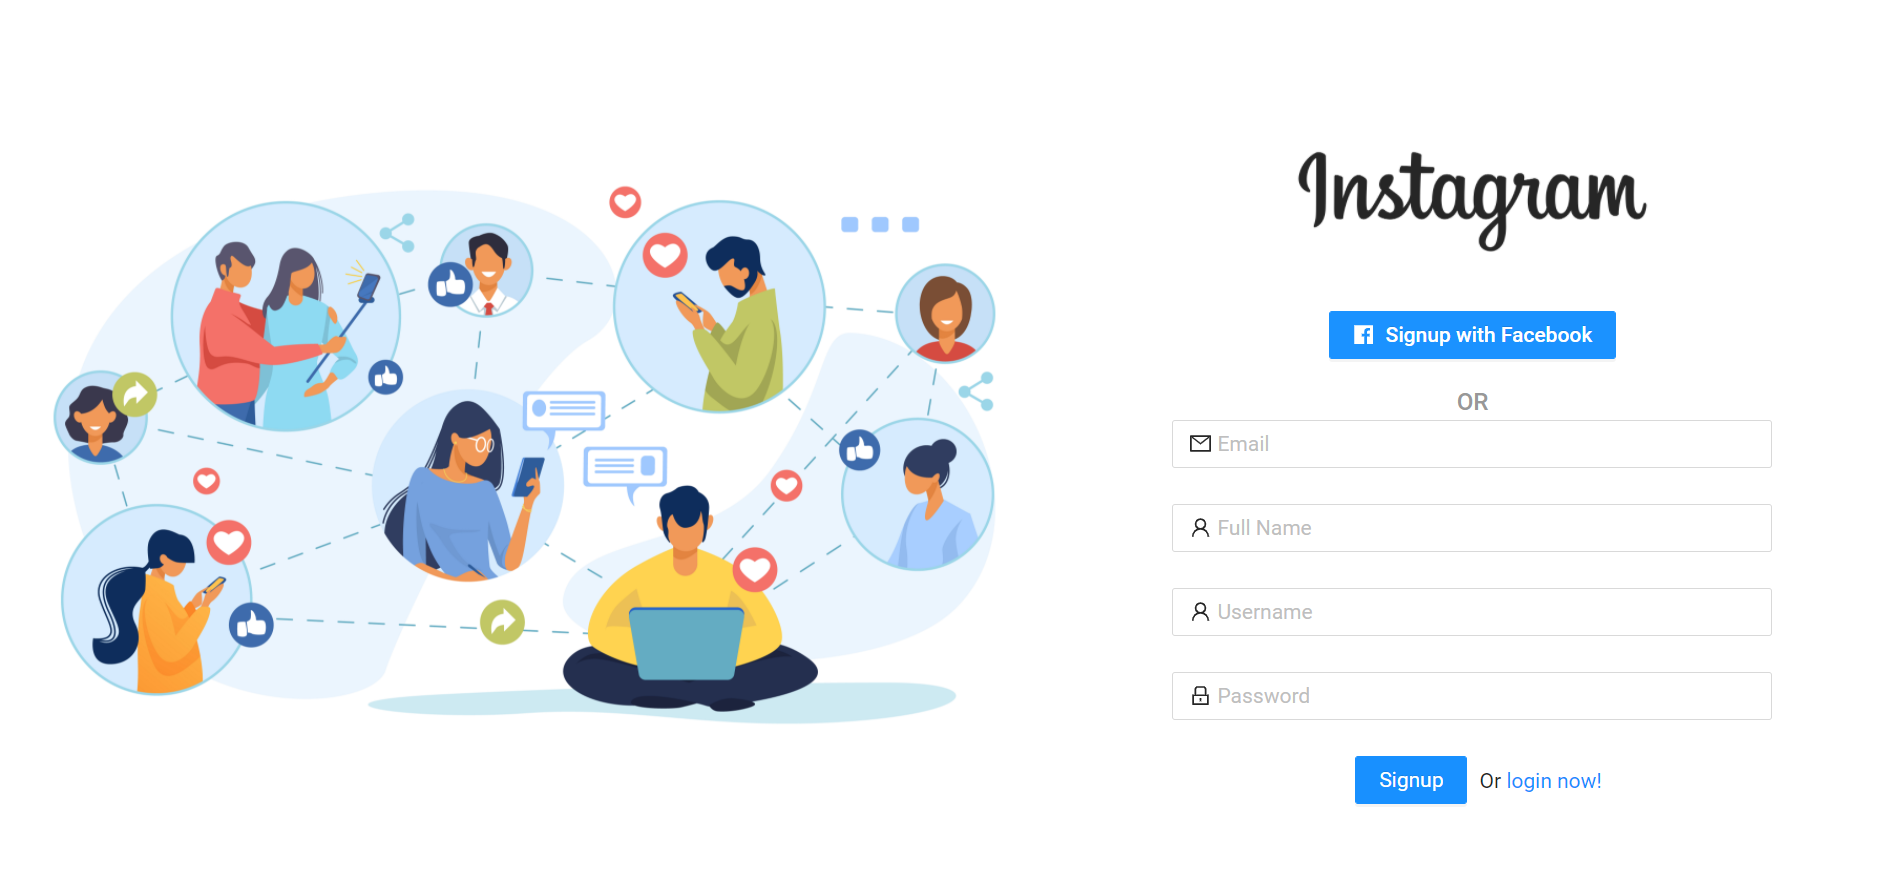 Instagram
Signup with Facebook
OR
Email
Full Name
Username
Password
Signup Or login now!